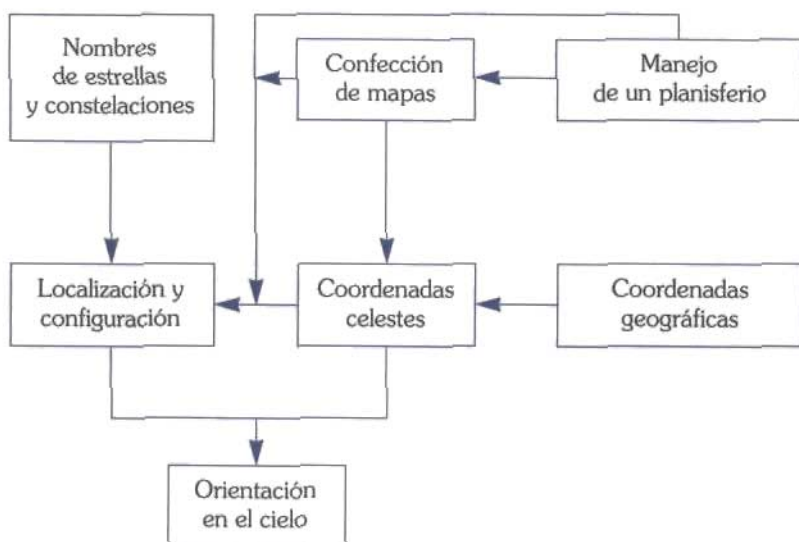 Nombres
de estrellas
y constelaciones
Confección
de mapas
Manejo
de un planisferio
Localización y
configuración
Coordenadas
celestes
Coordenadas
geográficas
Orientación
en el cielo